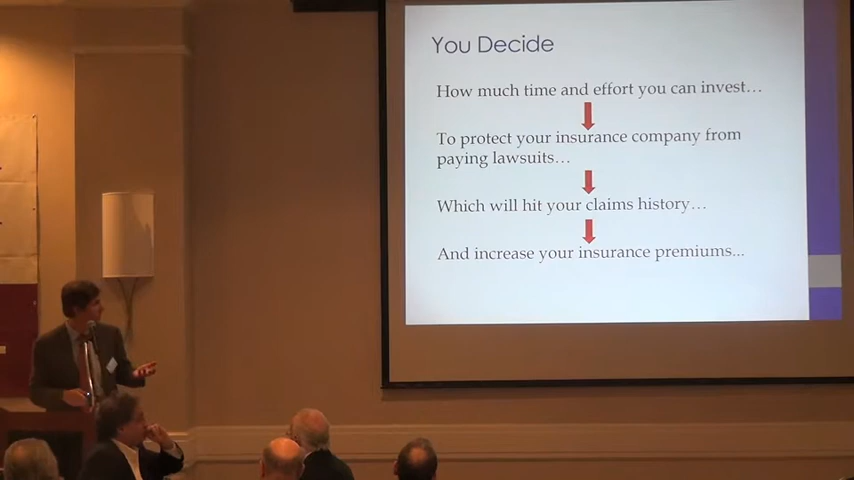 You Decide
How much time and effort you can invest…
To protect your insurance company from
paying lawsuits…
Which will hit your claims history…
And increase your insurance premiums...